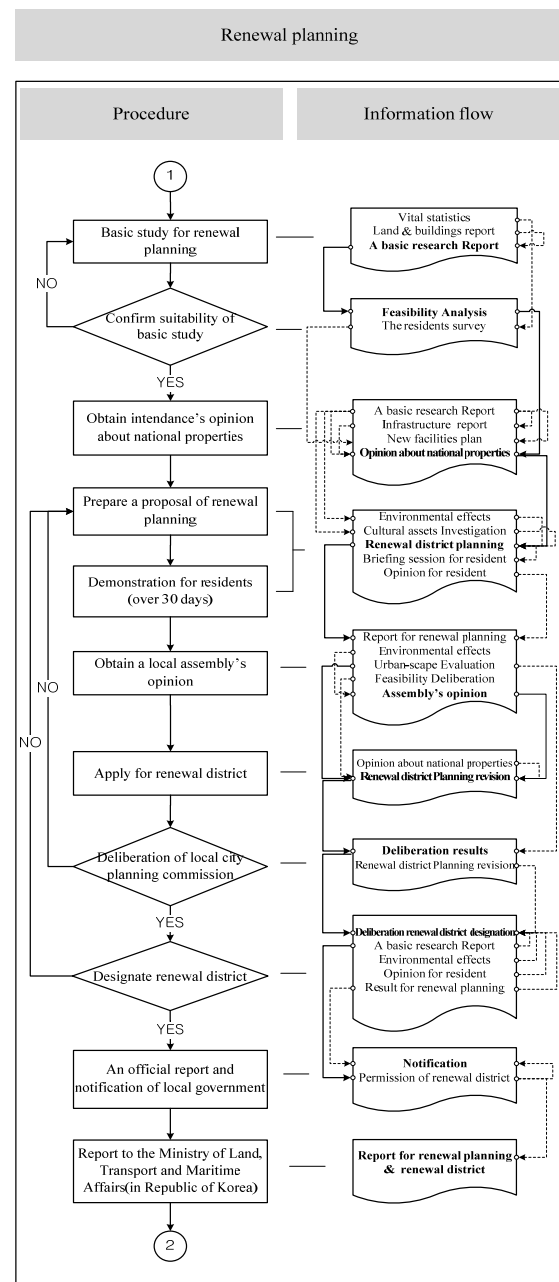 Renewal planning
Procedure
Information flow
1
Basic study for renewal
planning
NO
Confirm suitability of
basic study
YES
Obtain intendance's opinion
about national properties
Prepare a proposal of renewal
planning
Demonstration for residents
(over 30 days)
Obtain a local assembly's
opinion
NO
NO
Apply for renewal district
Deliberation of local city
planning commission
YES
Designate renewal district
YES
An official report and
notification of local government
Report to the Ministry of Land,
Transport and Maritime
Affairs(in Republic of Korea)
2
Vital statistics
Land & buildings report
A basic research Report
Feasibility Analysis
The residents survey
A basic research Report
Infrastructure report
New facilities plan
Opinion about national properties
Environmental effects
Cultural assets Investigation
Renewal district planning
Briefing session for resident
Opinion for resident
Report for renewal planning
Environmental effects
Urban-scape Evaluation
Feasibility Deliberation
Assembly's opinion
Opinion about national properties
Renewal district Planning revision
Deliberation results
Renewal district Planning revision
Deliberation renewal district designation
A basic research Report
Environmental effects
Opinion for resident
Result for renewal planning
Notification
Permission of renewal district
Report for renewal planning
& renewal district